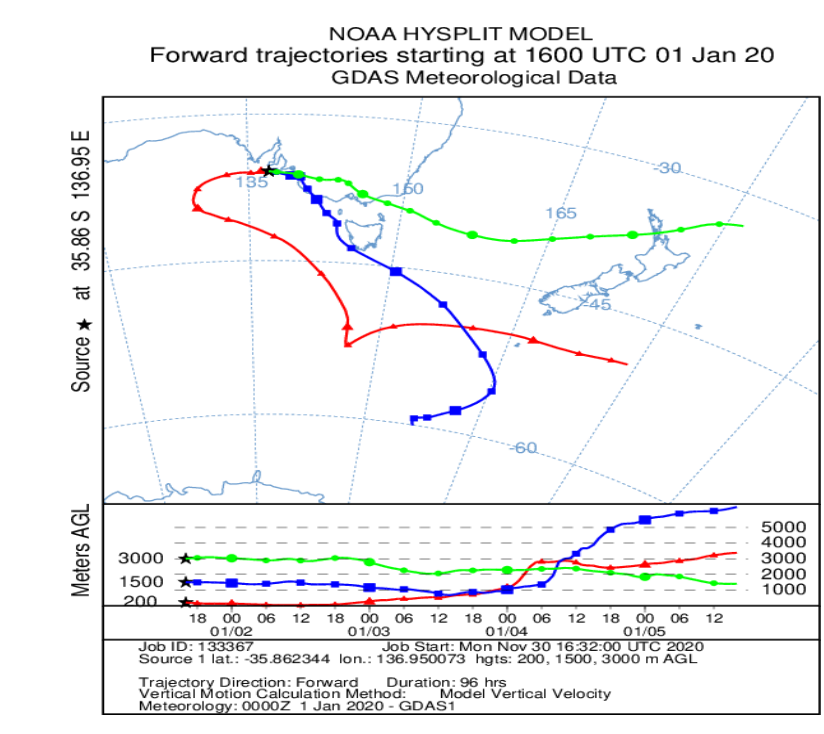 NOAA HYSPLIT MODEL
Forward trajectories starting at 1600 UTC 01 Jan 20
GDAS Meteorological Data
Source ★ at 35.86 S 136.95 E
135
150
165
-30
-45
-60
Meters AGL
3000
1500
200
5000
4000
3000
2000
1000
18 00 06 12 18 00 06 12 18 00 06 12 18 00 06 12
01/02 01/03 01/04 01/05
Job ID: 133367 Job Start: Mon Nov 30 16:32:00 UTC 2020
Source 1 lat.: -35.862344 lon.: 136.950073 hgts: 200, 1500, 3000 m AGL
Trajectory Direction: Forward Duration: 96 hrs
Vertical Motion Calculation Method: Model Vertical Velocity
Meteorology: 0000Z 1 Jan 2020 - GDAS1